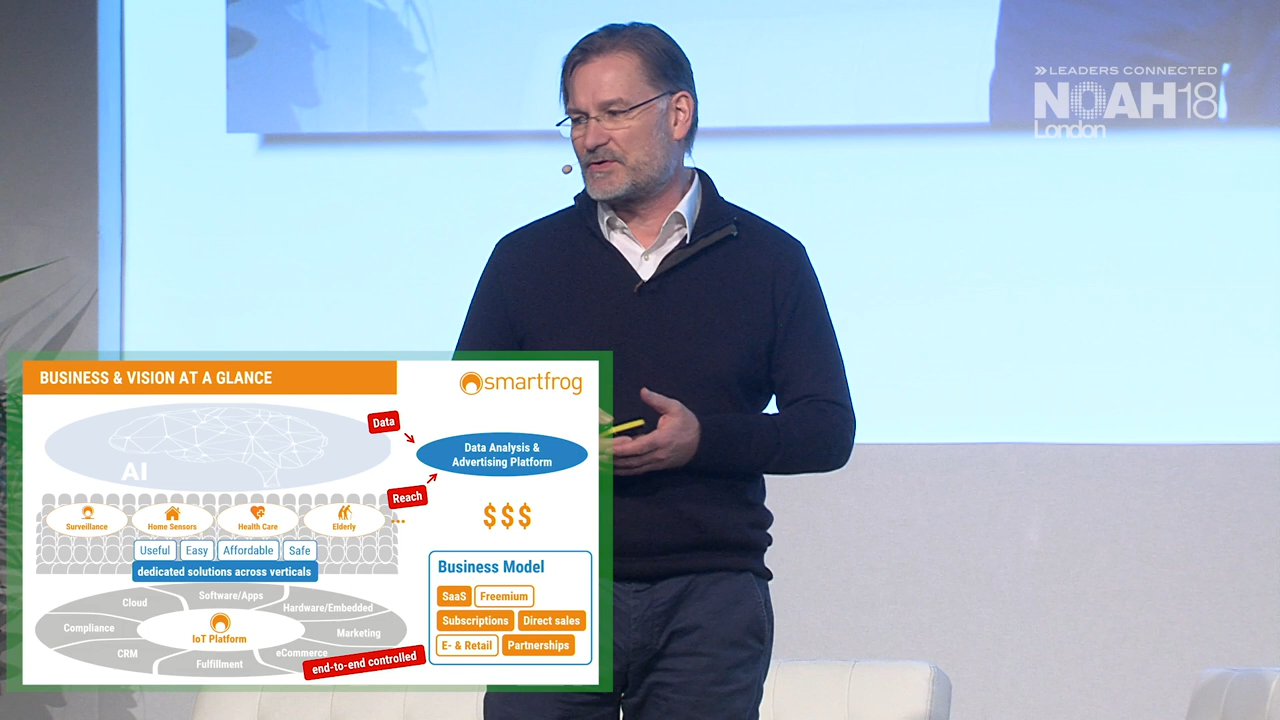 LEADERS CONNECTED
NOAH18
London
BUSINESS & VISION AT A GLANCE
smartfrog
AI
Data
Data Analysis &
Advertising Platform
Reach
Surveillance
Home Sensors
Health Care
Elderly
...
$ $ $
Useful
Easy
Affordable
Safe
dedicated solutions across verticals
Business Model
SaaS
Freemium
Subscriptions
Direct sales
E- & Retail
Partnerships
Cloud
Software/Apps
Hardware/Embedded
Compliance
IoT Platform
Marketing
CRM
Fulfillment
eCommerce
end-to-end controlled